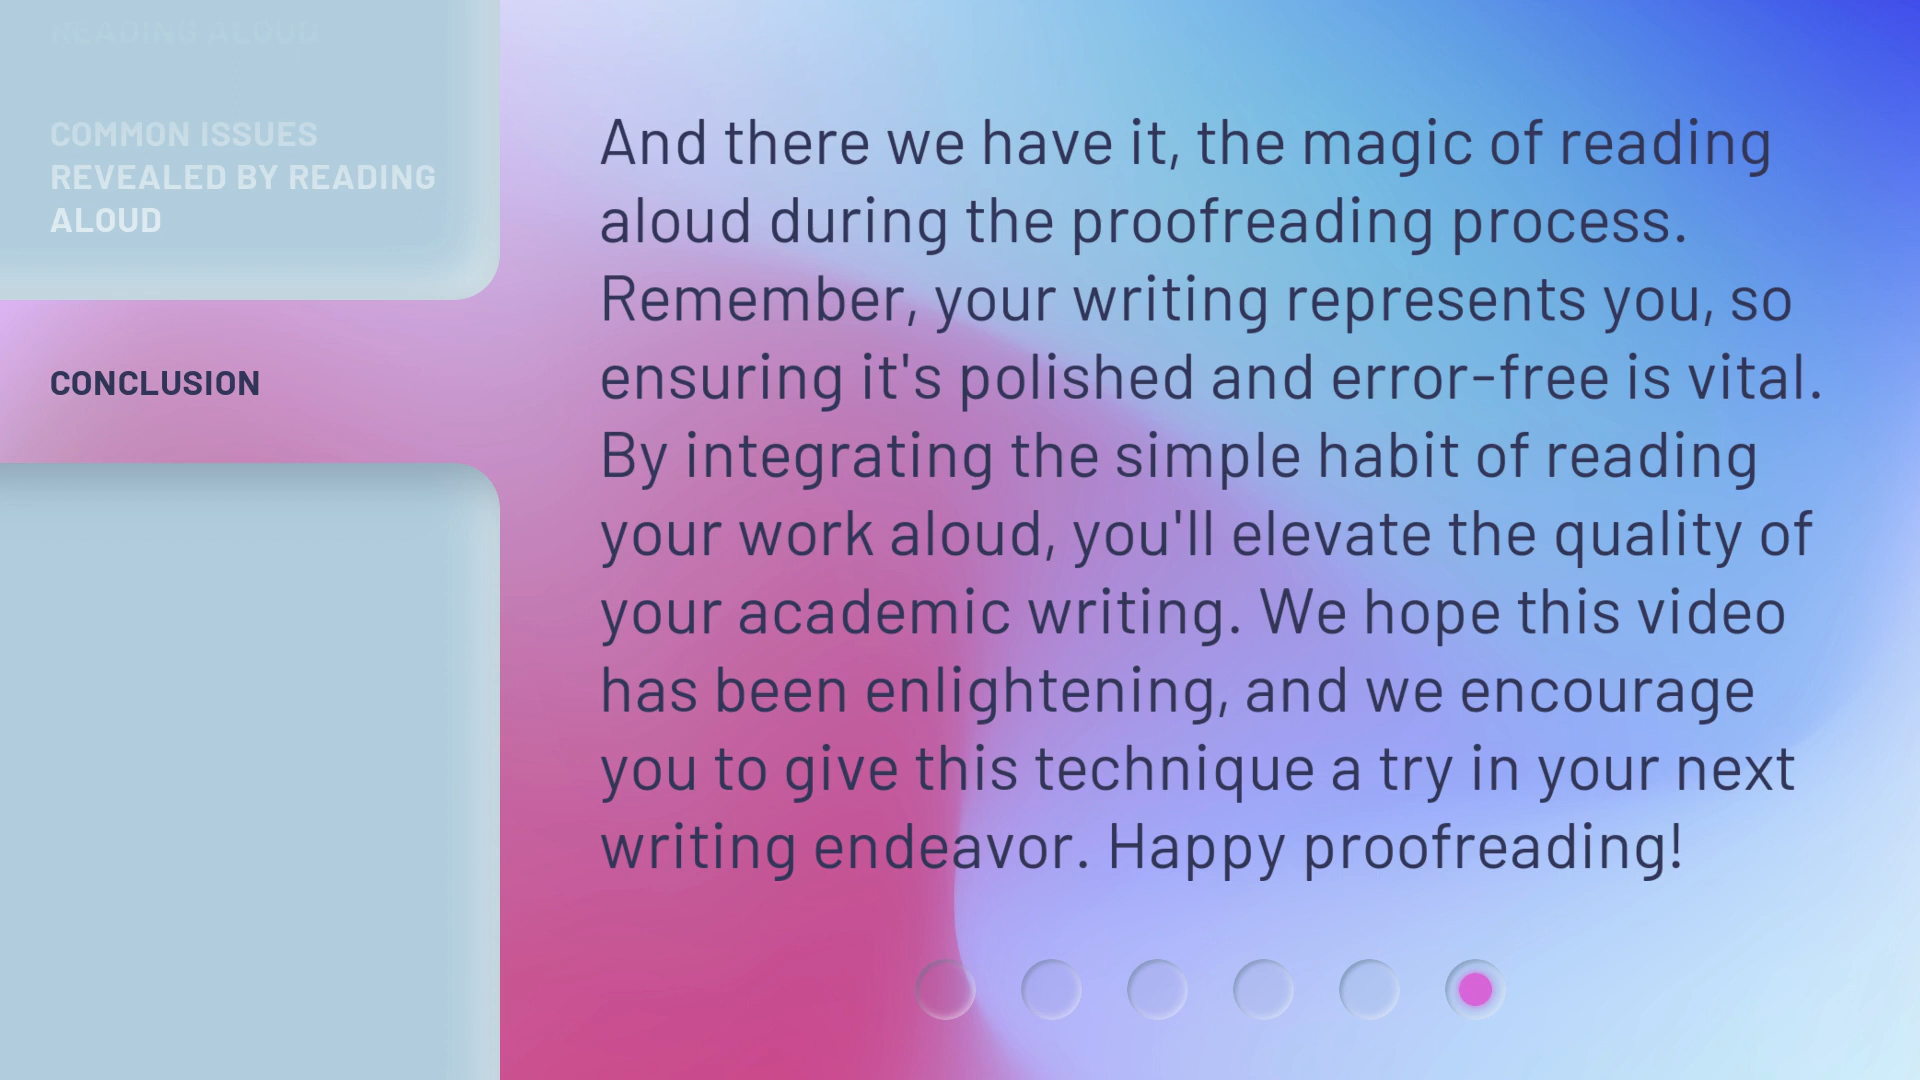 READING ALOUD
COMMON ISSUES
REVEALED BY READING
ALOUD
CONCLUSION
And there we have it, the magic of reading
aloud during the proofreading process.
Remember, your writing represents you, so
ensuring it's polished and error-free is vital.
By integrating the simple habit of reading
your work aloud, you'll elevate the quality of
your academic writing. We hope this video
has been enlightening, and we encourage
you to give this technique a try in your next
writing endeavor. Happy proofreading!